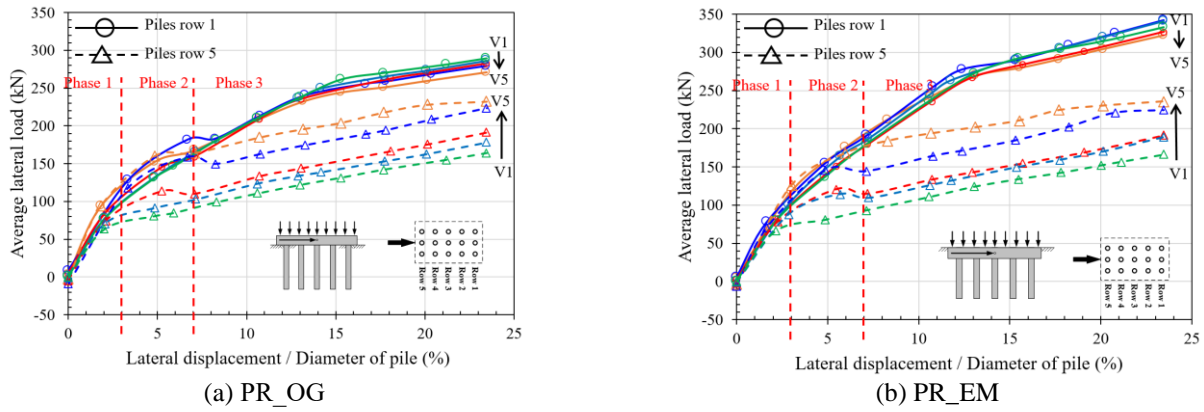 350
300
250
200
150
100
50
0
-50
Average lateral load (kN)
Piles row 1
Piles row 5
Phase 1
Phase 2
Phase 3
V1
V5
V5
V1
Row 5
Row 4
Row 3
Row 2
Row 1
0
5
10
15
20
25
Lateral displacement / Diameter of pile (%)
(a) PR_OG
350
300
250
200
150
100
50
0
-50
Average lateral load (kN)
Piles row 1
Piles row 5
Phase 1
Phase 2
Phase 3
V1
V5
V5
V1
Row 5
Row 4
Row 3
Row 2
Row 1
0
5
10
15
20
25
Lateral displacement / Diameter of pile (%)
(b) PR_EM